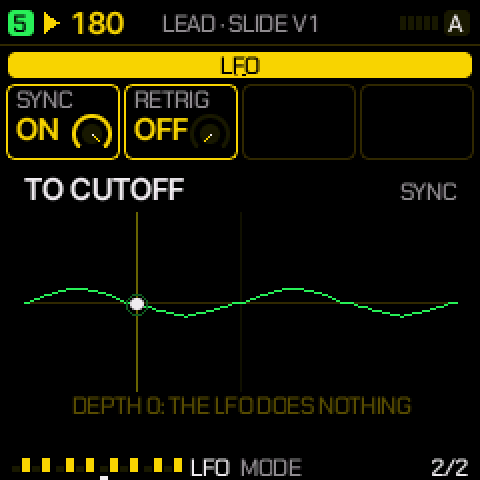 5 180 LEAD · SLIDE V1 A
LFO
SYNC RETRIG
ON OFF
TO CUTOFF SYNC
DEPTH 0: THE LFO DOES NOTHING
LFO MODE 2/2